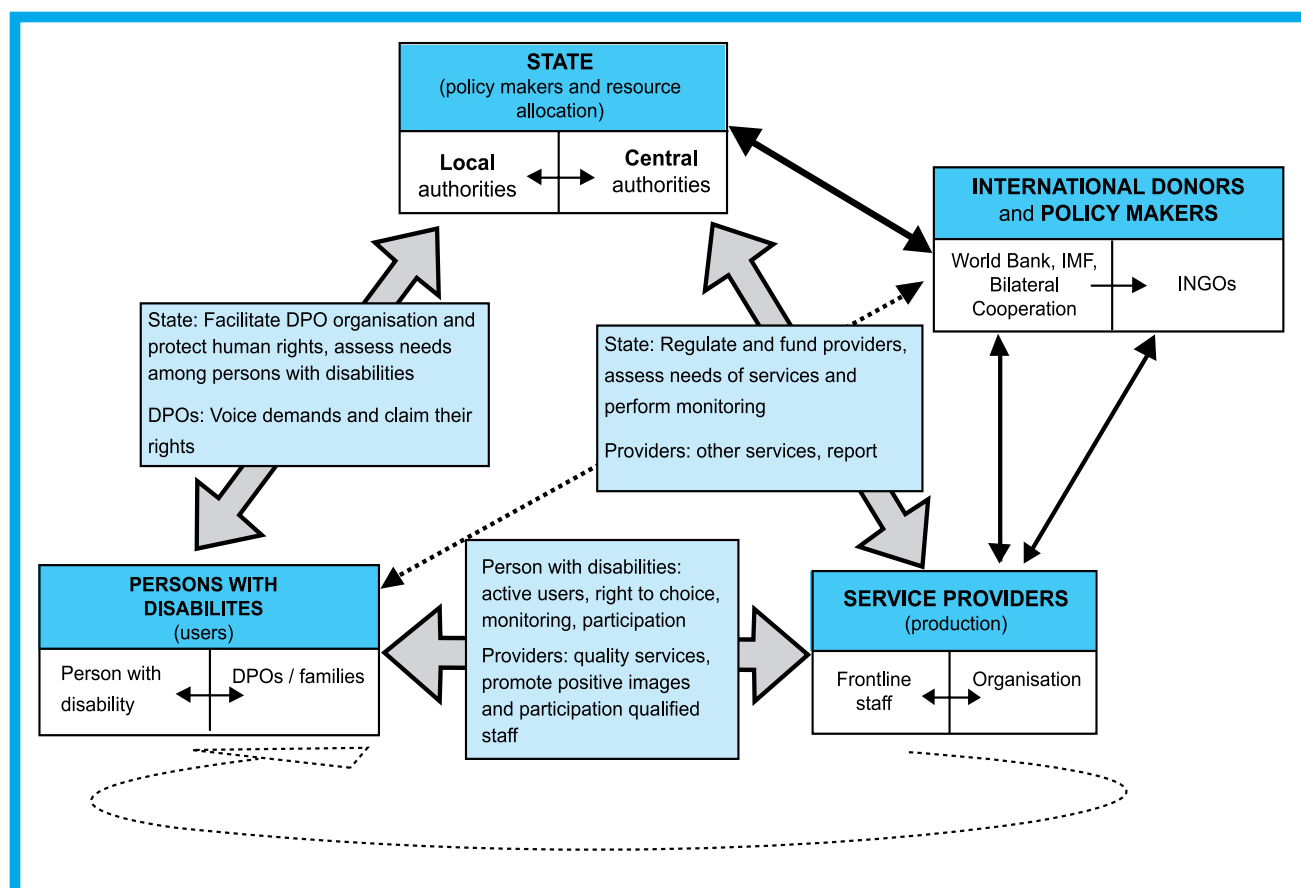 STATE
(policy makers and resource
allocation)
Local
authorities
Central
authorities
INTERNATIONAL DONORS
and POLICY MAKERS
World Bank, IMF,
Bilateral
Cooperation
INGOs
State: Facilitate DPO organisation and
protect human rights, assess needs
among persons with disabilities
DPOs: Voice demands and claim their
rights
State: Regulate and fund providers,
assess needs of services and
perform monitoring
Providers: other services, report
PERSONS WITH
DISABILITES
(users)
Person with
disability
DPOs / families
Person with disabilities:
active users, right to choice,
monitoring, participation
Providers: quality services,
promote positive images
and participation qualified
staff
SERVICE PROVIDERS
(production)
Frontline
staff
Organisation